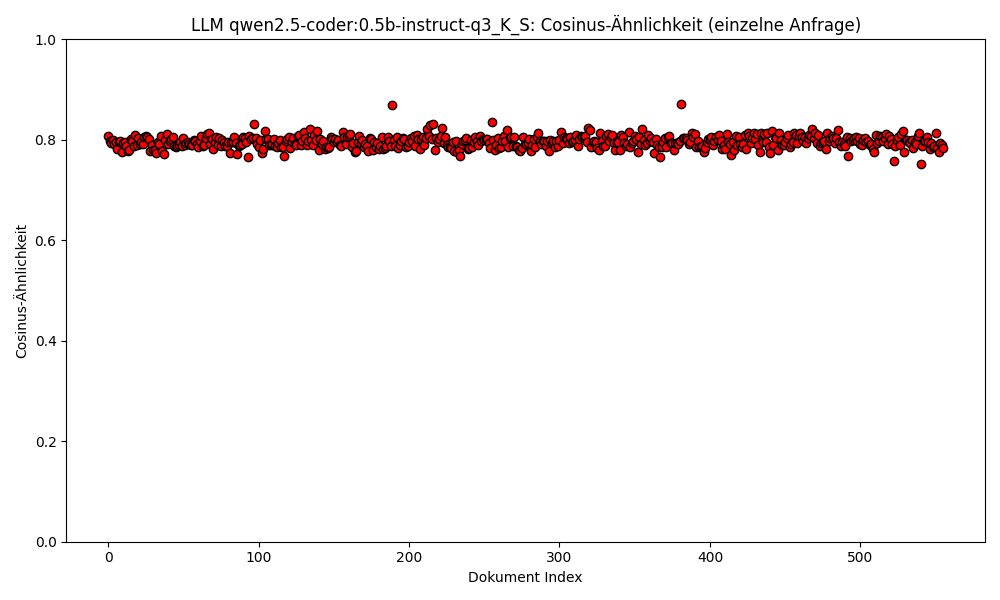 LLM qwen2.5-coder:0.5b-instruct-q3_K_S: Cosinus-Ähnlichkeit (einzelne Anfrage)
1.0
0.8
0.6
0.4
0.2
0.0
Cosinus-Ähnlichkeit
0 100 200 300 400 500
Dokument Index